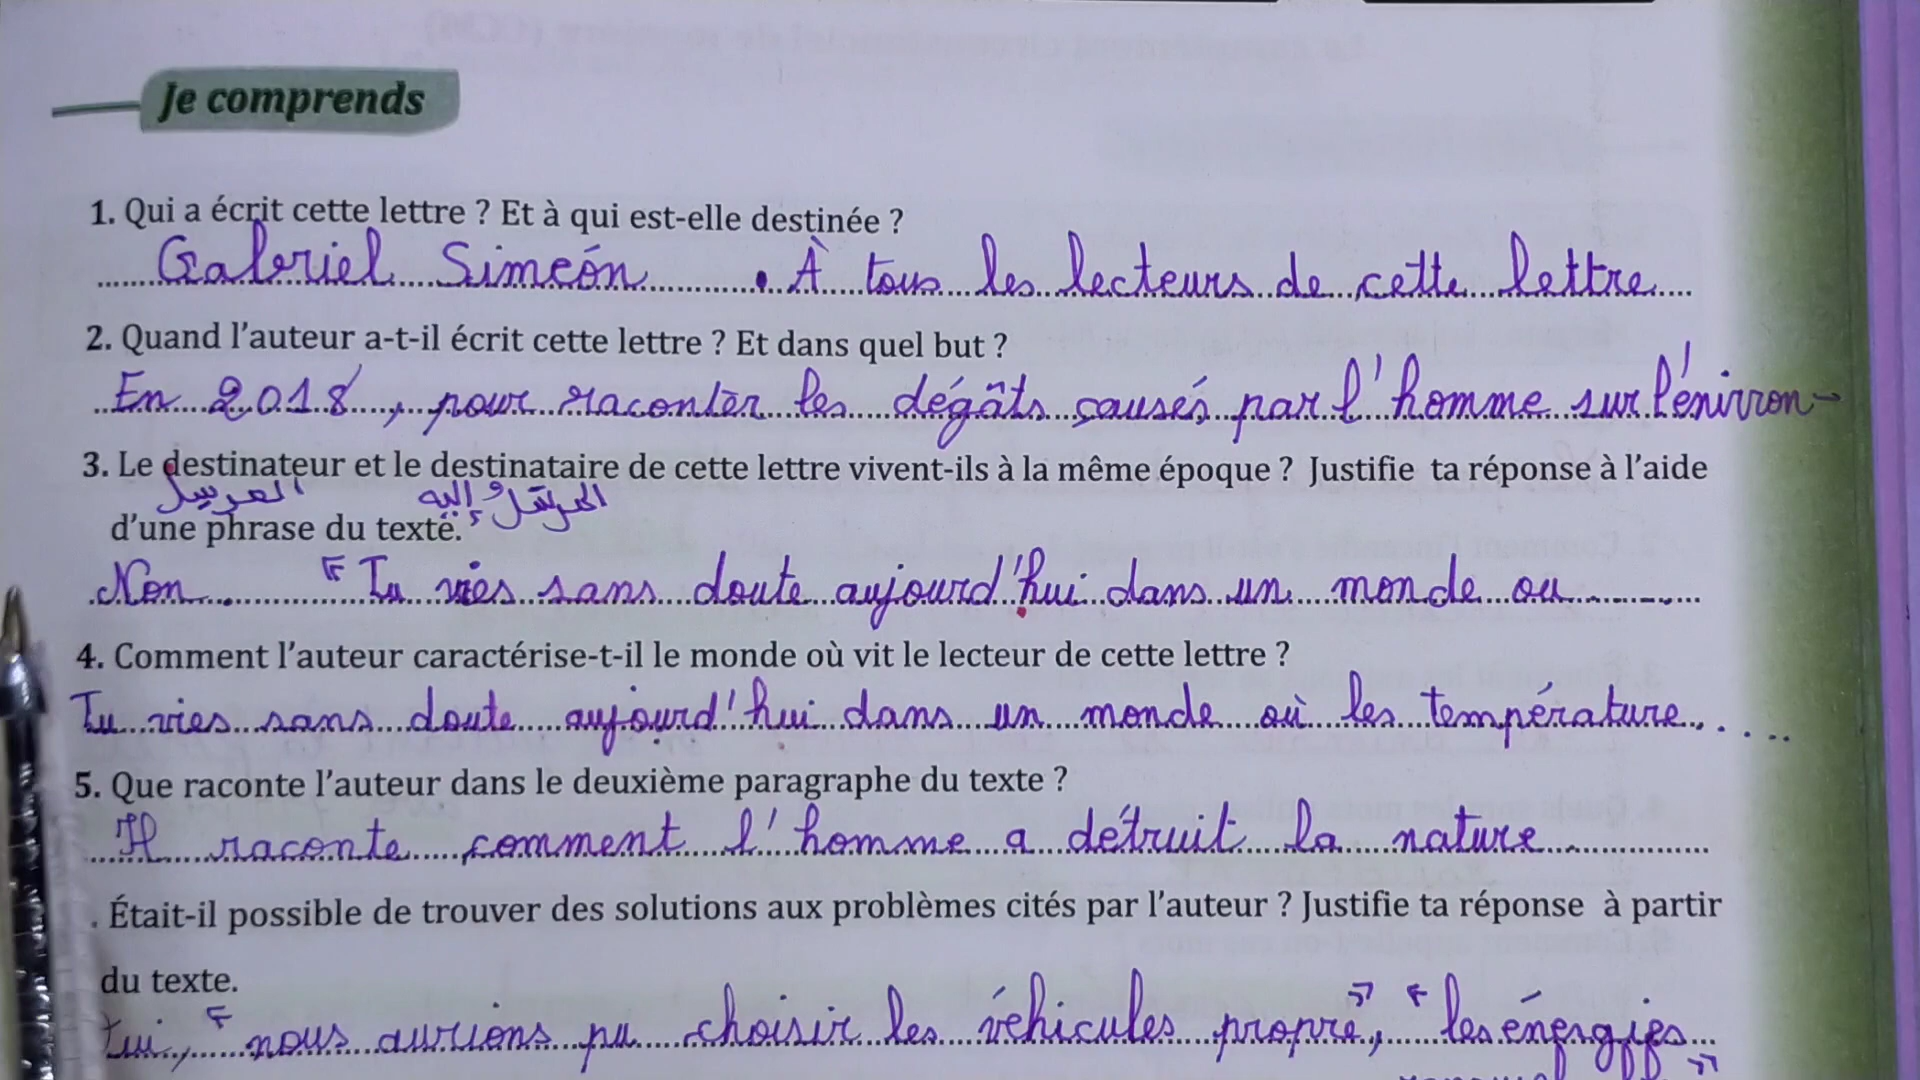 Je comprends
1. Qui a écrit cette lettre ? Et à qui est-elle destinée ?
Gabriel Simeón . À tous les lecteurs de cette lettre
2. Quand l'auteur a-t-il écrit cette lettre ? Et dans quel but ?
En 2018, pour raconter les dégâts causés par l'homme sur l'énivron-
3. Le destinateur et le destinataire de cette lettre vivent-ils à la même époque ? Justifie ta réponse à l'aide
المرسل المرسل إليه
d'une phrase du texte.
Non. " Tu vies sans doute aujourd'hui dans un monde ou ...
4. Comment l'auteur caractérise-t-il le monde où vit le lecteur de cette lettre ?
Tu vies sans doute aujourd'hui dans un monde où les température....
5. Que raconte l'auteur dans le deuxième paragraphe du texte ?
Il raconte comment l'homme a détruit la nature
. Était-il possible de trouver des solutions aux problèmes cités par l'auteur ? Justifie ta réponse à partir
du texte.
" nous aurions pu choisir les véhicules propre, " " les énergies "